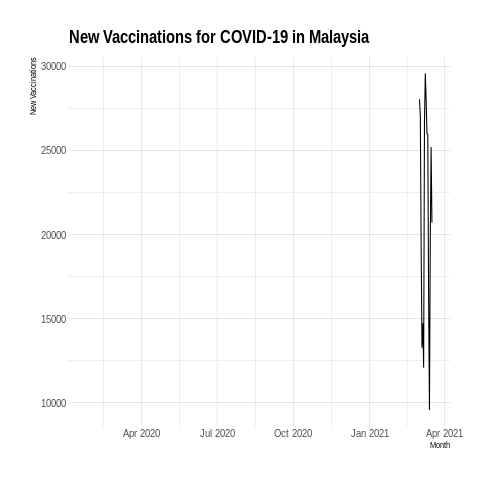 New Vaccinations for COVID-19 in Malaysia
New Vaccinations
30000
25000
20000
15000
10000
Apr 2020 Jul 2020 Oct 2020 Jan 2021 Apr 2021
Month